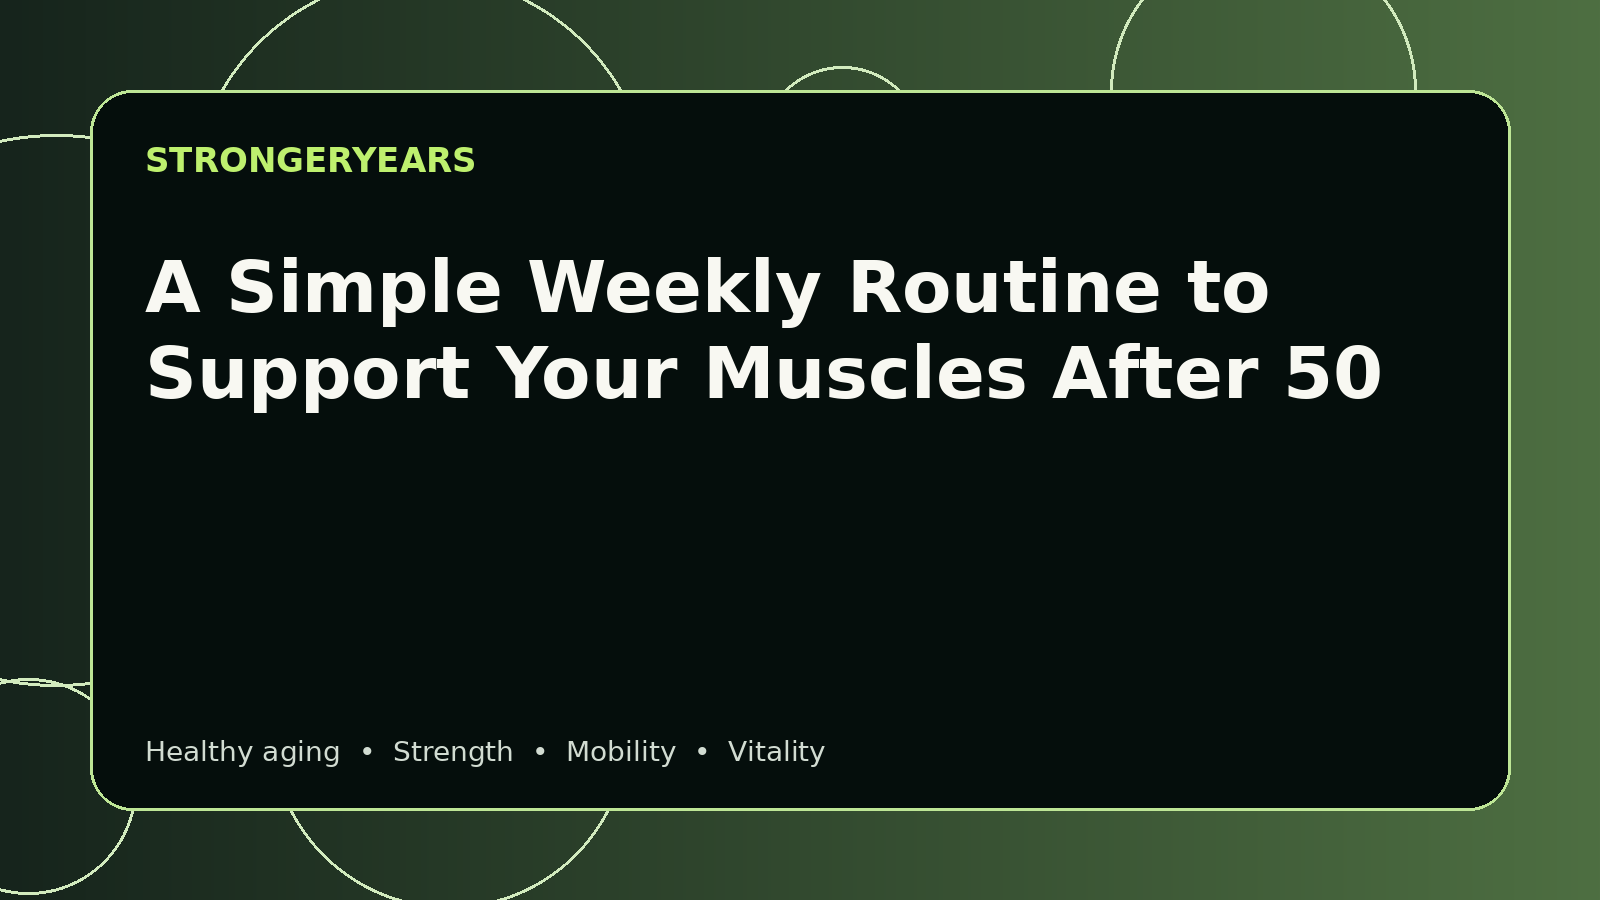 STRONGERYEARS
A Simple Weekly Routine to
Support Your Muscles After 50
Healthy aging • Strength • Mobility • Vitality